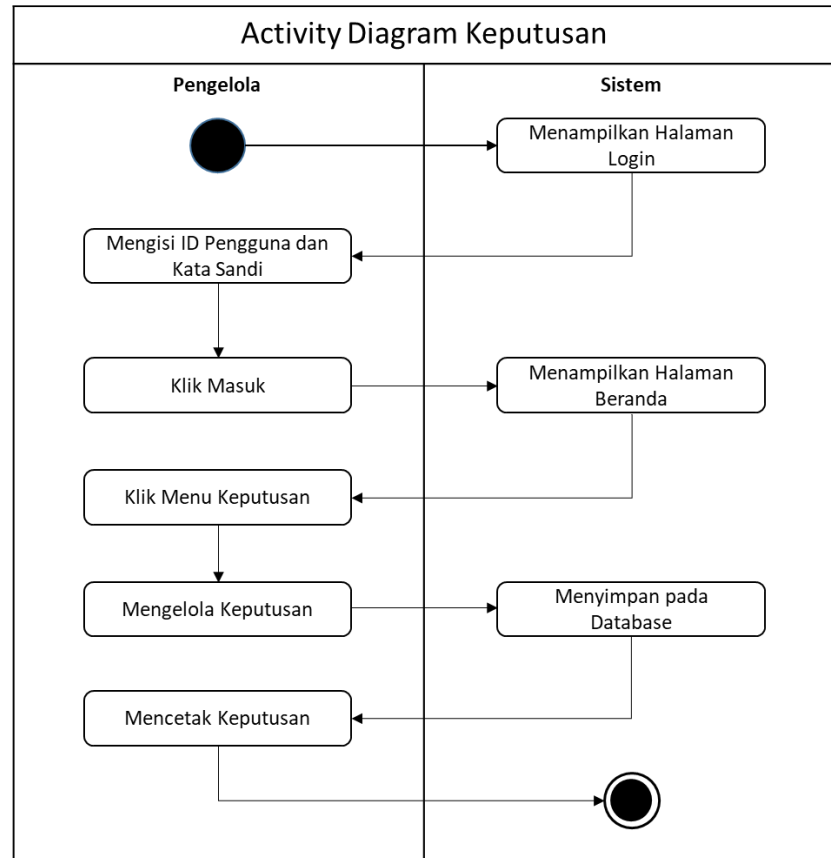 Activity Diagram Keputusan
Pengelola
Sistem
Menampilkan Halaman
Login
Mengisi ID Pengguna dan
Kata Sandi
Klik Masuk
Menampilkan Halaman
Beranda
Klik Menu Keputusan
Mengelola Keputusan
Menyimpan pada
Database
Mencetak Keputusan